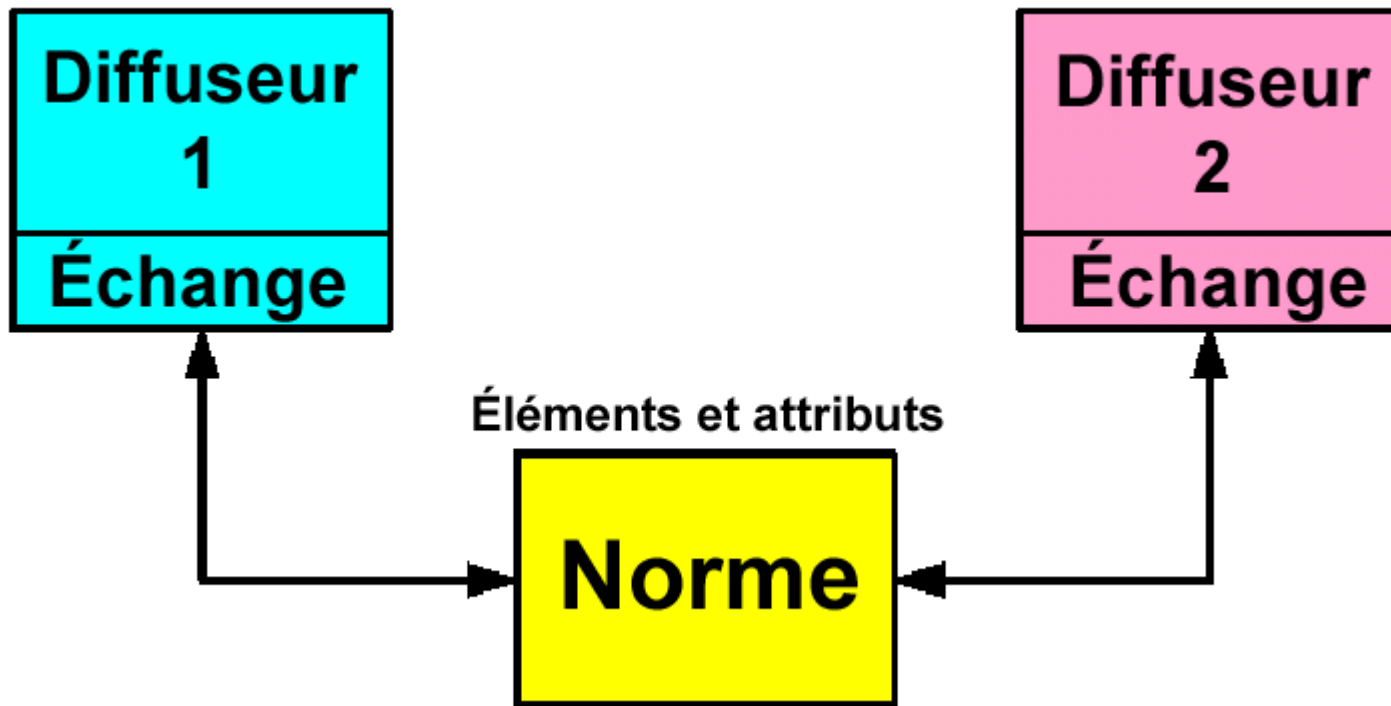 Diffuseur
1
Échange
Diffuseur
2
Échange
Éléments et attributs
Norme